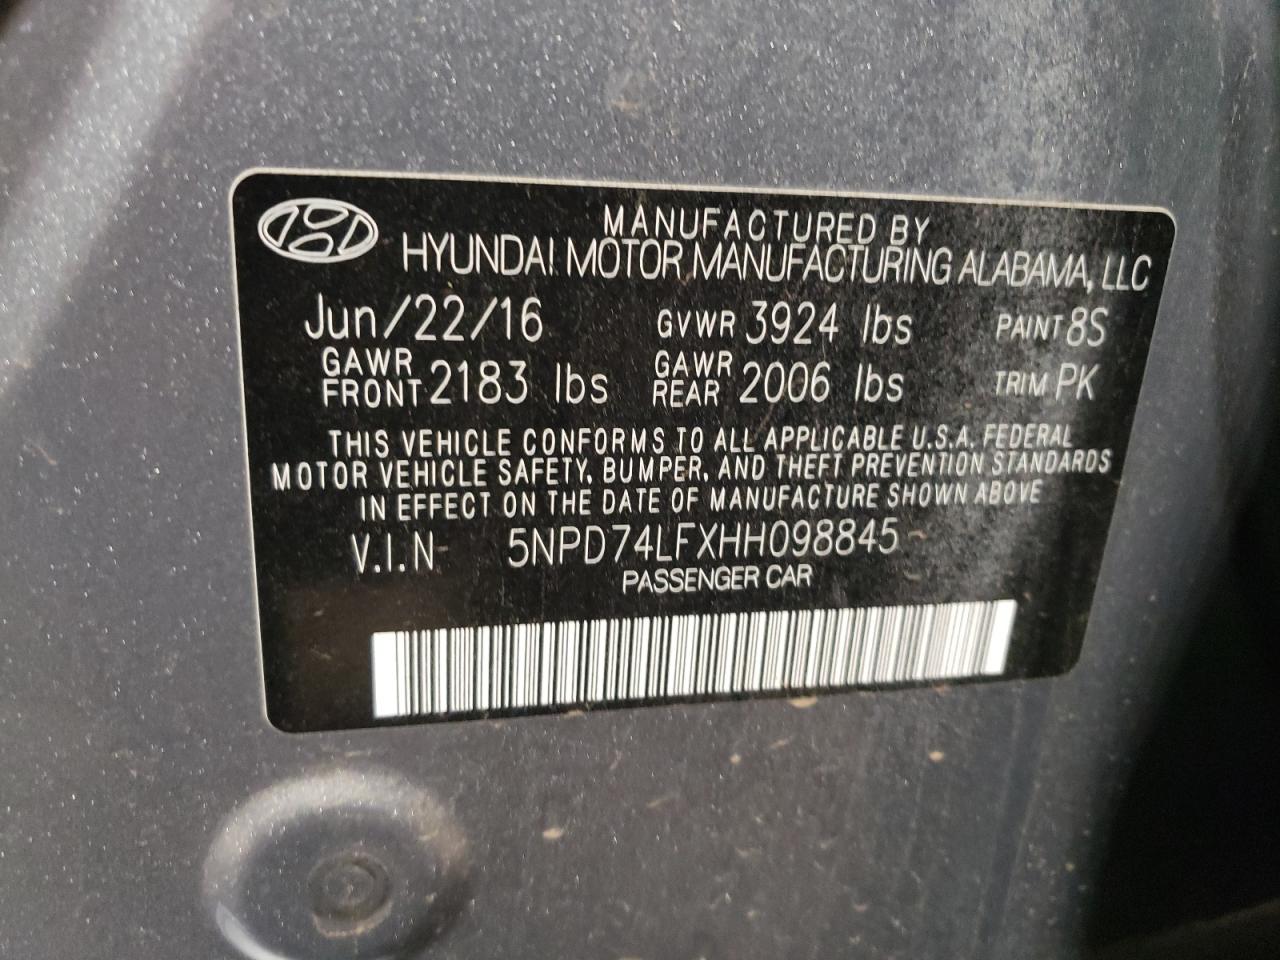 MANUFACTURED BY
HYUNDAI MOTOR MANUFACTURING ALABAMA, LLC
Jun/22/16 GVWR 3924 lbs PAINT 8S
GAWR FRONT 2183 lbs GAWR REAR 2006 lbs TRIM PK
THIS VEHICLE CONFORMS TO ALL APPLICABLE U.S.A. FEDERAL
MOTOR VEHICLE SAFETY, BUMPER, AND THEFT PREVENTION STANDARDS
IN EFFECT ON THE DATE OF MANUFACTURE SHOWN ABOVE
V.I.N 5NPD74LFXHH098845
PASSENGER CAR